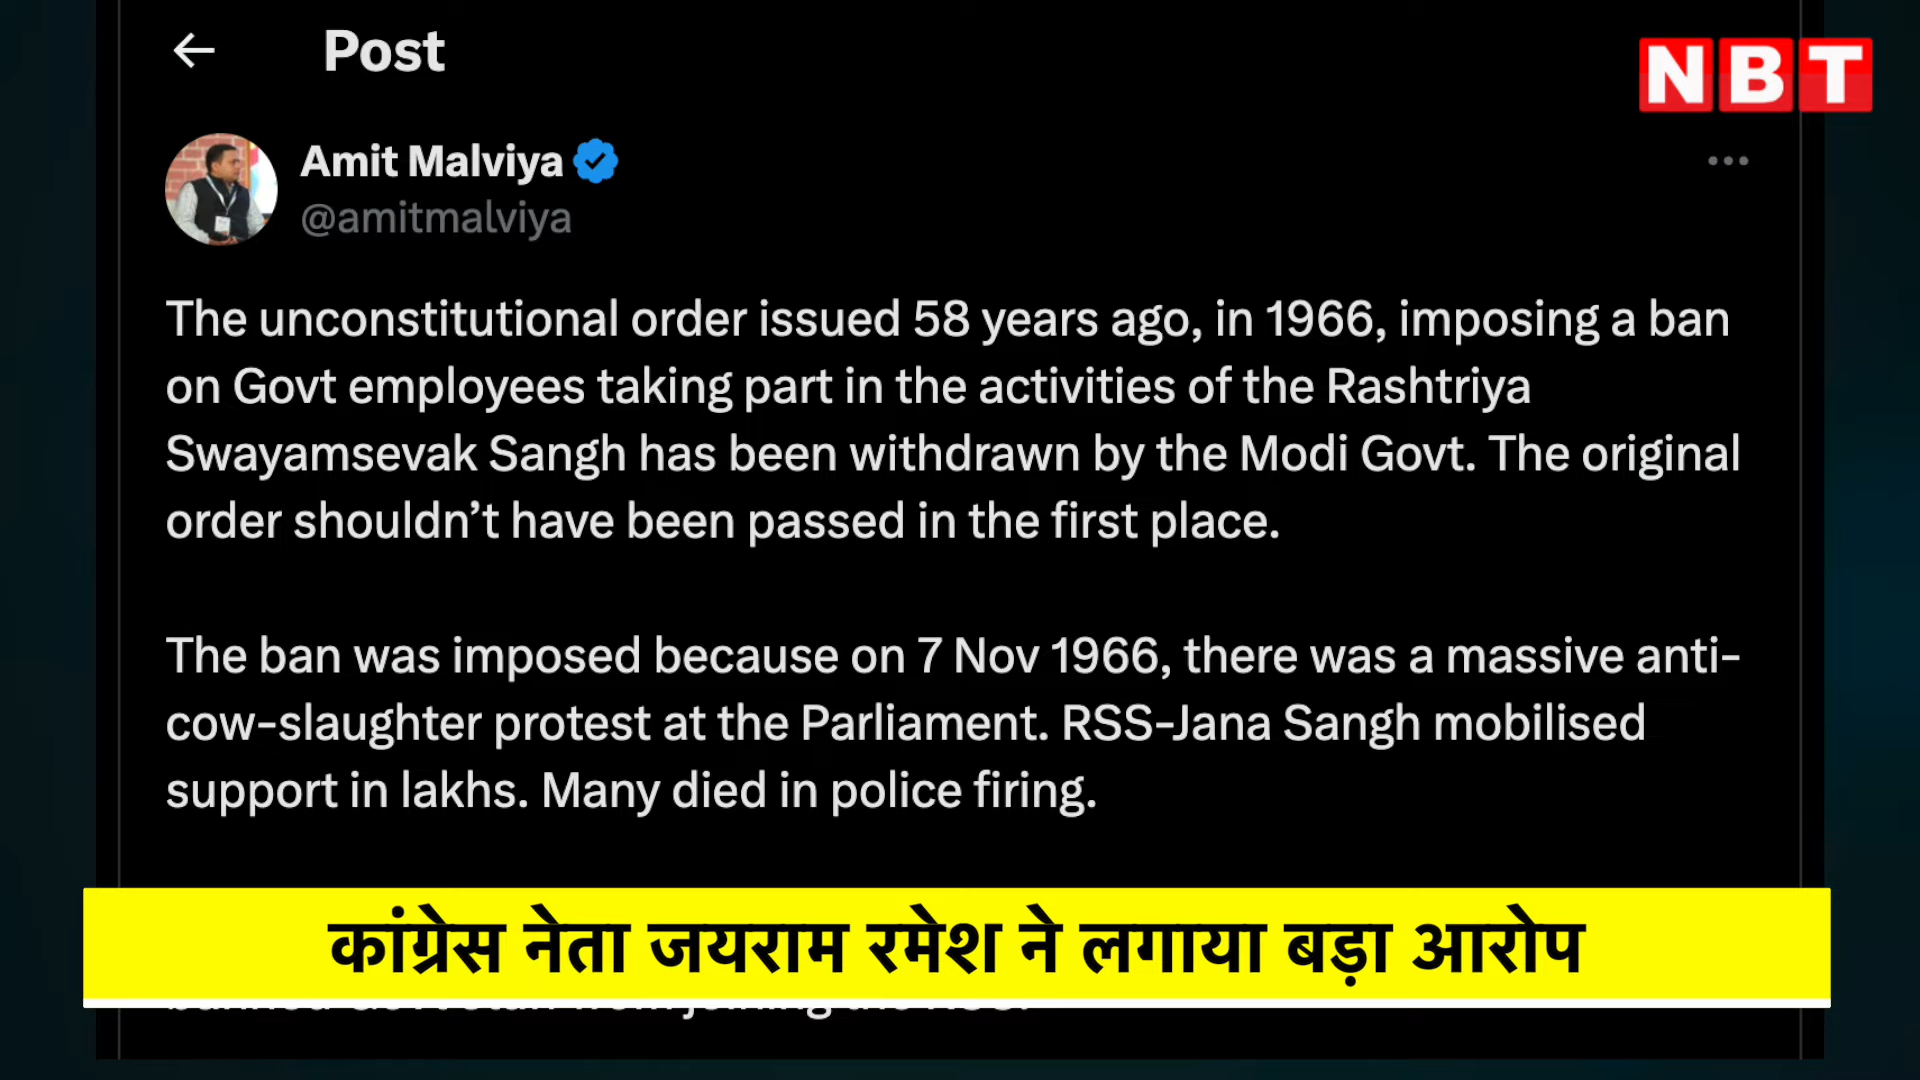 Post
NBT
Amit Malviya
@amitmalviya
The unconstitutional order issued 58 years ago, in 1966, imposing a ban
on Govt employees taking part in the activities of the Rashtriya
Swayamsevak Sangh has been withdrawn by the Modi Govt. The original
order shouldn’t have been passed in the first place.
The ban was imposed because on 7 Nov 1966, there was a massive anti-
cow-slaughter protest at the Parliament. RSS-Jana Sangh mobilised
support in lakhs. Many died in police firing.
कांग्रेस नेता जयराम रमेश ने लगाया बड़ा आरोप